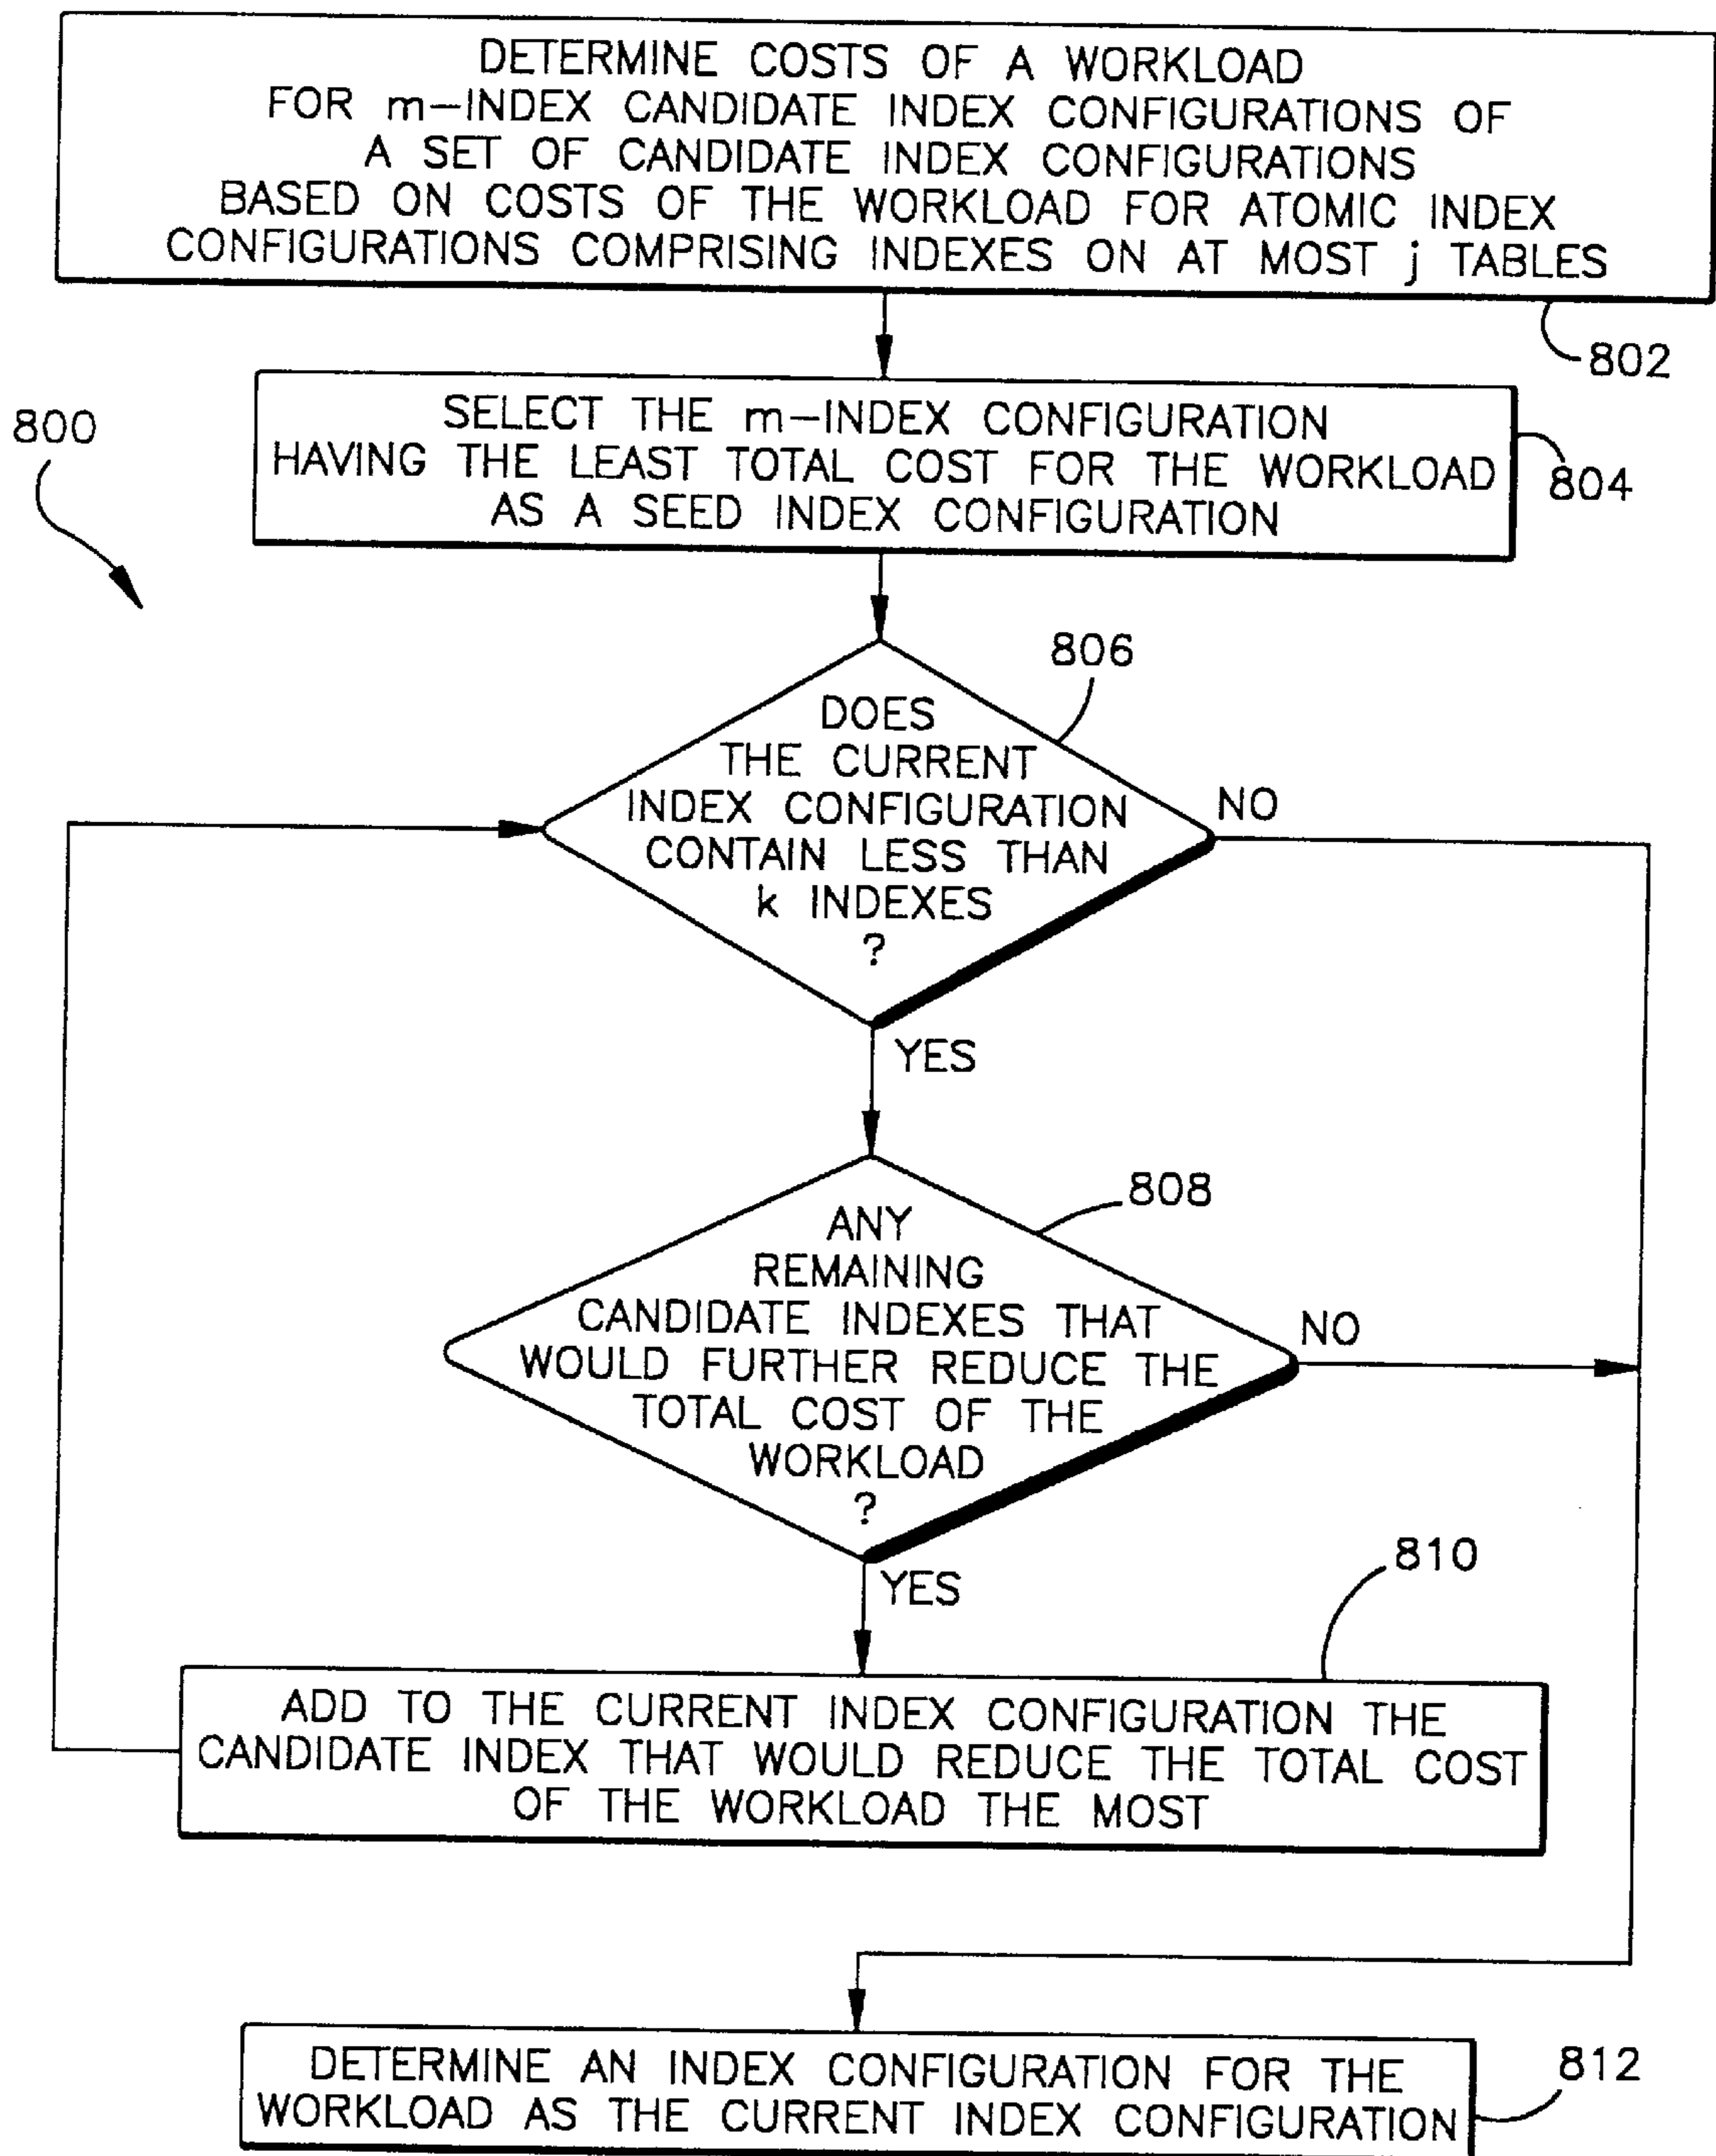 DETERMINE COSTS OF A WORKLOAD
FOR m-INDEX CANDIDATE INDEX CONFIGURATIONS OF
A SET OF CANDIDATE INDEX CONFIGURATIONS
BASED ON COSTS OF THE WORKLOAD FOR ATOMIC INDEX
CONFIGURATIONS COMPRISING INDEXES ON AT MOST j TABLES
802
800
SELECT THE m-INDEX CONFIGURATION
HAVING THE LEAST TOTAL COST FOR THE WORKLOAD
AS A SEED INDEX CONFIGURATION
804
806
DOES
THE CURRENT
INDEX CONFIGURATION
CONTAIN LESS THAN
k INDEXES
?
NO
YES
808
ANY
REMAINING
CANDIDATE INDEXES THAT
WOULD FURTHER REDUCE THE
TOTAL COST OF THE
WORKLOAD
?
NO
YES
810
ADD TO THE CURRENT INDEX CONFIGURATION THE
CANDIDATE INDEX THAT WOULD REDUCE THE TOTAL COST
OF THE WORKLOAD THE MOST
DETERMINE AN INDEX CONFIGURATION FOR THE
WORKLOAD AS THE CURRENT INDEX CONFIGURATION
812